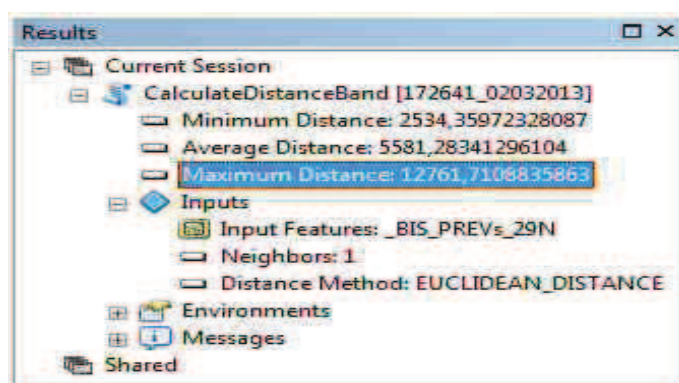 Results
Current Session
CalculateDistanceBand [172641_02032013]
Minimum Distance: 2534,35972328087
Average Distance: 5581,28341296104
Maximum Distance: 12761,7108835863
Inputs
Input Features: _BIS_PREVs_29N
Neighbors: 1
Distance Method: EUCLIDEAN_DISTANCE
Environments
Messages
Shared